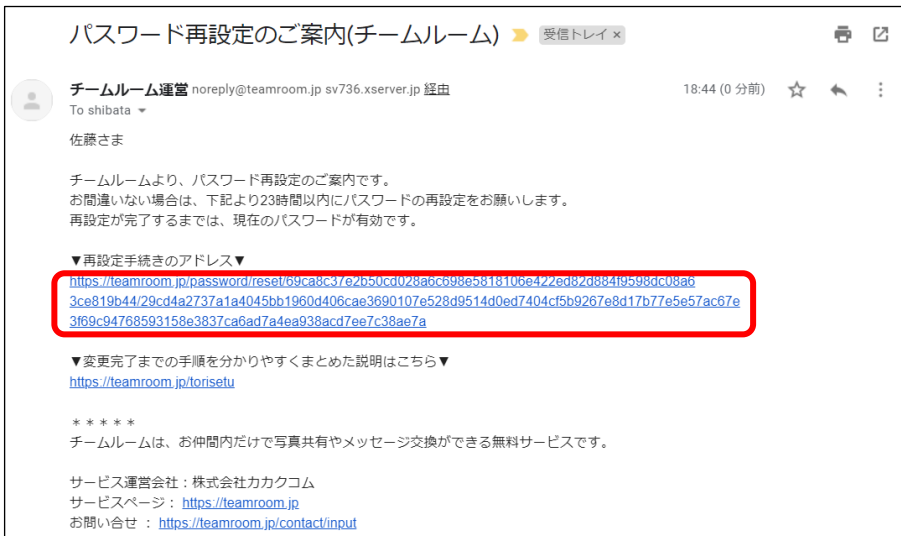 パスワード再設定のご案内(チームルーム) 受信トレイ ×
チームルーム運営 noreply@teamroom.jp sv736.xserver.jp 経由 18:44 (0 分前)
To shibata
佐藤さま
チームルームより、パスワード再設定のご案内です。
お間違いない場合は、下記より23時間以内にパスワードの再設定をお願いします。
再設定が完了するまでは、現在のパスワードが有効です。
▼再設定手続きのアドレス▼
https://teamroom.jp/password/reset/69ca8c37e2b50cd028a6c698e5818106e422ed82d884f9598dc08a6
3ce819b44/29cd4a2737a1a4045bb1960d406cae3690107e528d9514d0ed7404cf5b9267e8d17b77e5e57ac67e
3f69c94768593158e3837ca6ad7a4ea938acd7ee7c38ae7a
▼変更完了までの手順を分かりやすくまとめた説明はこちら▼
https://teamroom.jp/torisetu
＊＊＊＊＊
チームルームは、お仲間内だけで写真共有やメッセージ交換ができる無料サービスです。
サービス運営会社：株式会社カカクコム
サービスページ： https://teamroom.jp
お問い合せ ： https://teamroom.jp/contact/input